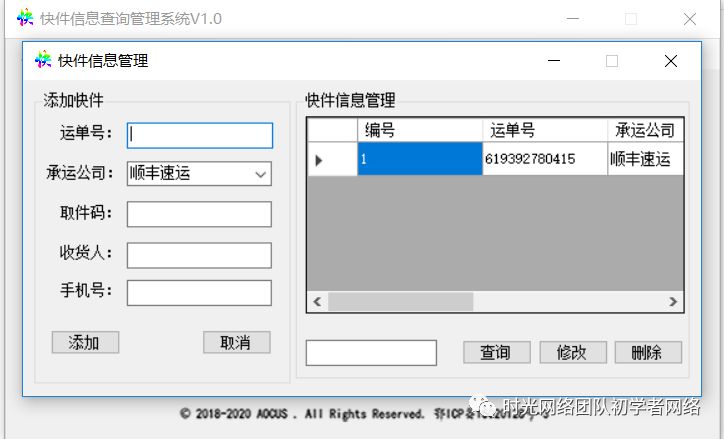 快件信息查询管理系统V1.0
快件信息管理
添加快件
运单号：
承运公司： 顺丰速运
取件码：
收货人：
手机号：
添加 取消
快件信息管理
编号 运单号 承运公司
1 619392780415 顺丰速运
查询 修改 删除
时光网络团队初学者网络
© 2018-2020 AOCUS . All Rights Reserved. 鄂ICP备